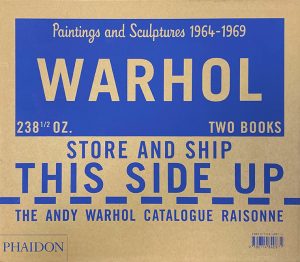 Paintings and Sculptures 1964-1969
WARHOL
238 1/2 OZ. TWO BOOKS
STORE AND SHIP
THIS SIDE UP
THE ANDY WARHOL CATALOGUE RAISONNE
PHAIDON